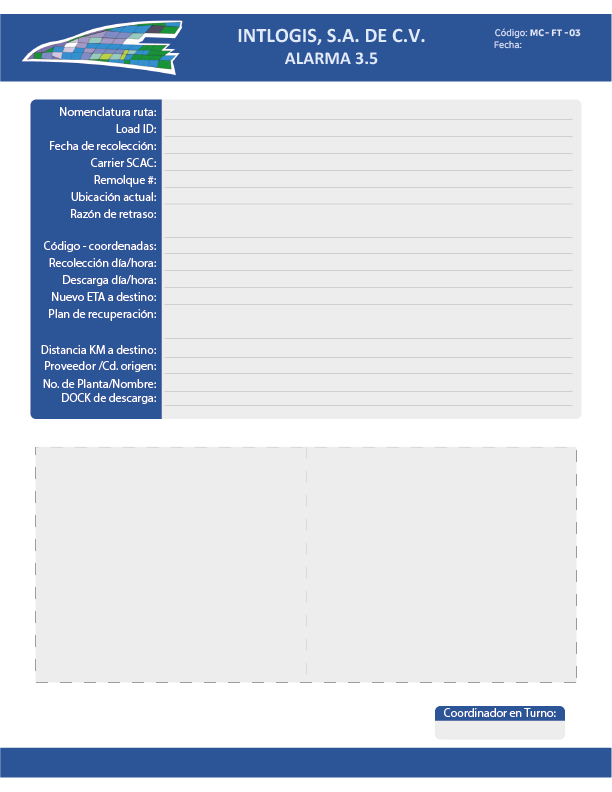 INTLOGIS, S.A. DE C.V.
ALARMA 3.5
Código: MC- FT -03
Fecha:
Nomenclatura ruta:
Load ID:
Fecha de recolección:
Carrier SCAC:
Remolque #:
Ubicación actual:
Razón de retraso:
Código - coordenadas:
Recolección día/hora:
Descarga día/hora:
Nuevo ETA a destino:
Plan de recuperación:
Distancia KM a destino:
Proveedor /Cd. origen:
No. de Planta/Nombre:
DOCK de descarga:
Coordinador en Turno: